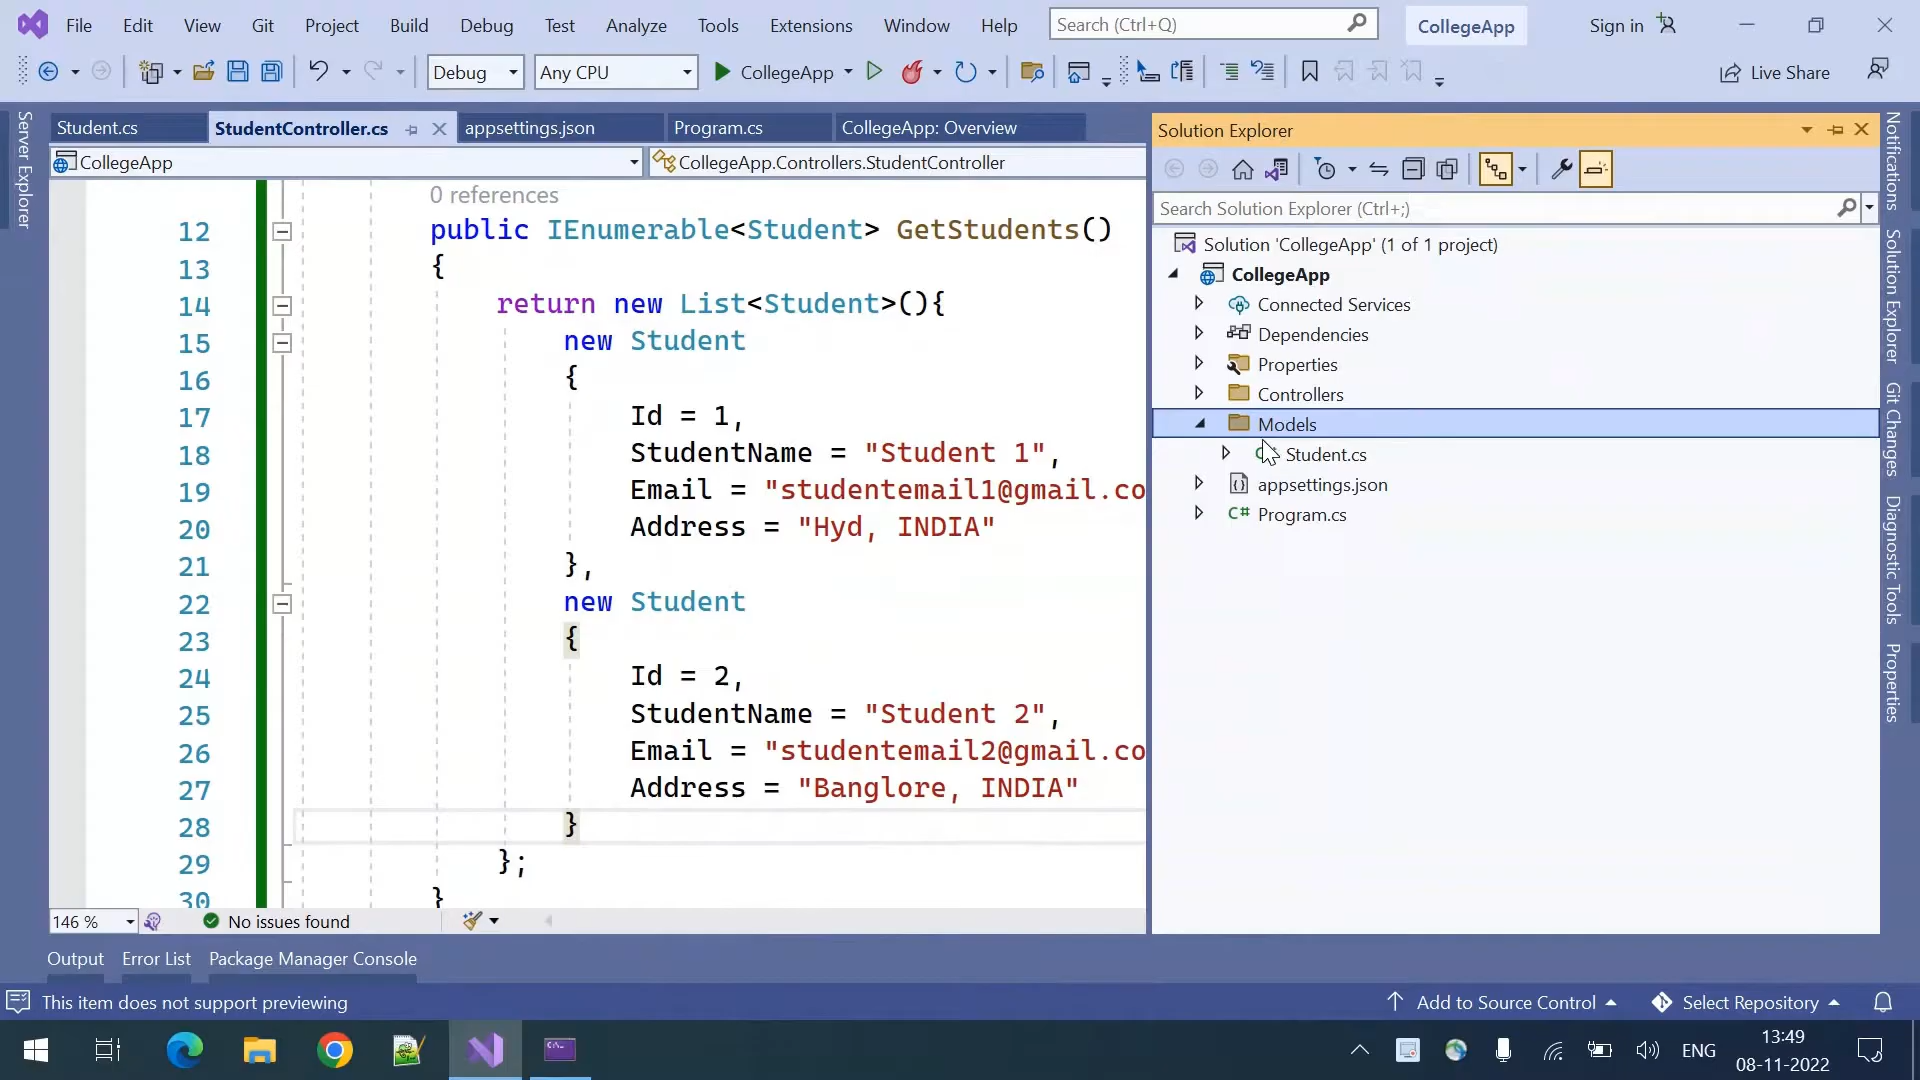 File Edit View Git Project Build Debug Test Analyze Tools Extensions Window Help Search (Ctrl+Q) CollegeApp Sign in
Debug Any CPU CollegeApp Live Share
Server Explorer
Student.cs StudentController.cs appsettings.json Program.cs CollegeApp: Overview
CollegeApp CollegeApp.Controllers.StudentController
0 references
12 public IEnumerable<Student> GetStudents()
13 {
14 return new List<Student>(){
15 new Student
16 {
17 Id = 1,
18 StudentName = "Student 1",
19 Email = "studentemail1@gmail.co
20 Address = "Hyd, INDIA"
21 },
22 new Student
23 {
24 Id = 2,
25 StudentName = "Student 2",
26 Email = "studentemail2@gmail.co
27 Address = "Banglore, INDIA"
28 }
29 };
30 }
146 % No issues found
Solution Explorer
Search Solution Explorer (Ctrl+;)
Solution 'CollegeApp' (1 of 1 project)
CollegeApp
Connected Services
Dependencies
Properties
Controllers
Models
Student.cs
appsettings.json
C# Program.cs
Notifications
Solution Explorer
Git Changes
Diagnostic Tools
Properties
Output Error List Package Manager Console
This item does not support previewing Add to Source Control Select Repository
ENG 13:49
08-11-2022